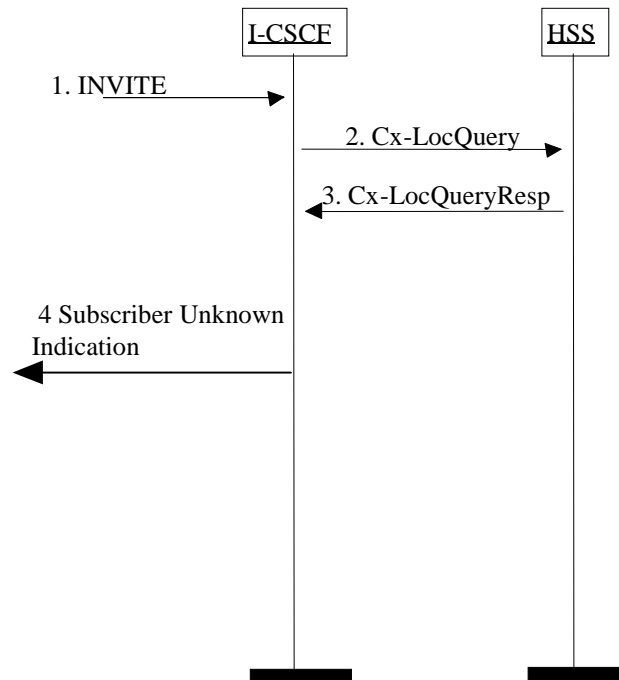 I-CSCF
HSS
1. INVITE
2. Cx-LocQuery
3. Cx-LocQueryResp
4 Subscriber Unknown
Indication